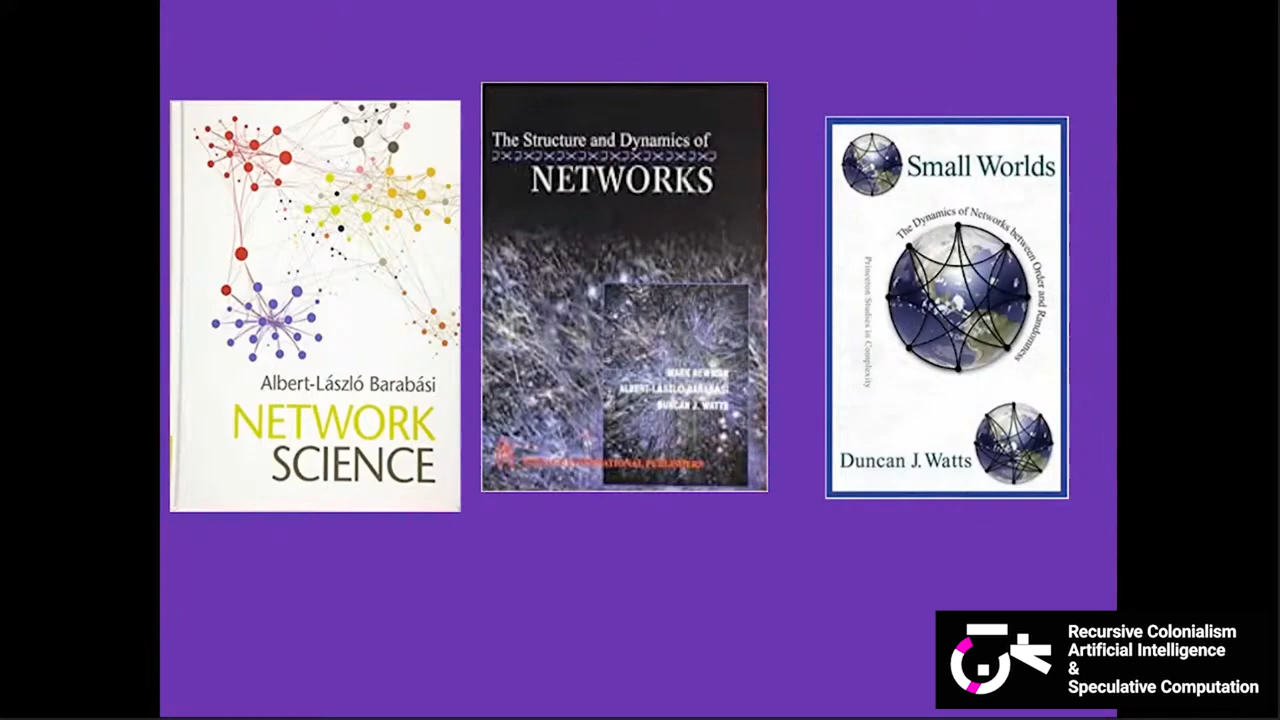 Albert-László Barabási
NETWORK
SCIENCE
The Structure and Dynamics of
NETWORKS
MARK NEWMAN
ALBERT-LÁSZLÓ BARABÁSI
DUNCAN J. WATTS
Small Worlds
The Dynamics of Networks between Order and Randomness
Princeton Studies in Complexity
Duncan J. Watts
Recursive Colonialism
Artificial Intelligence
&
Speculative Computation